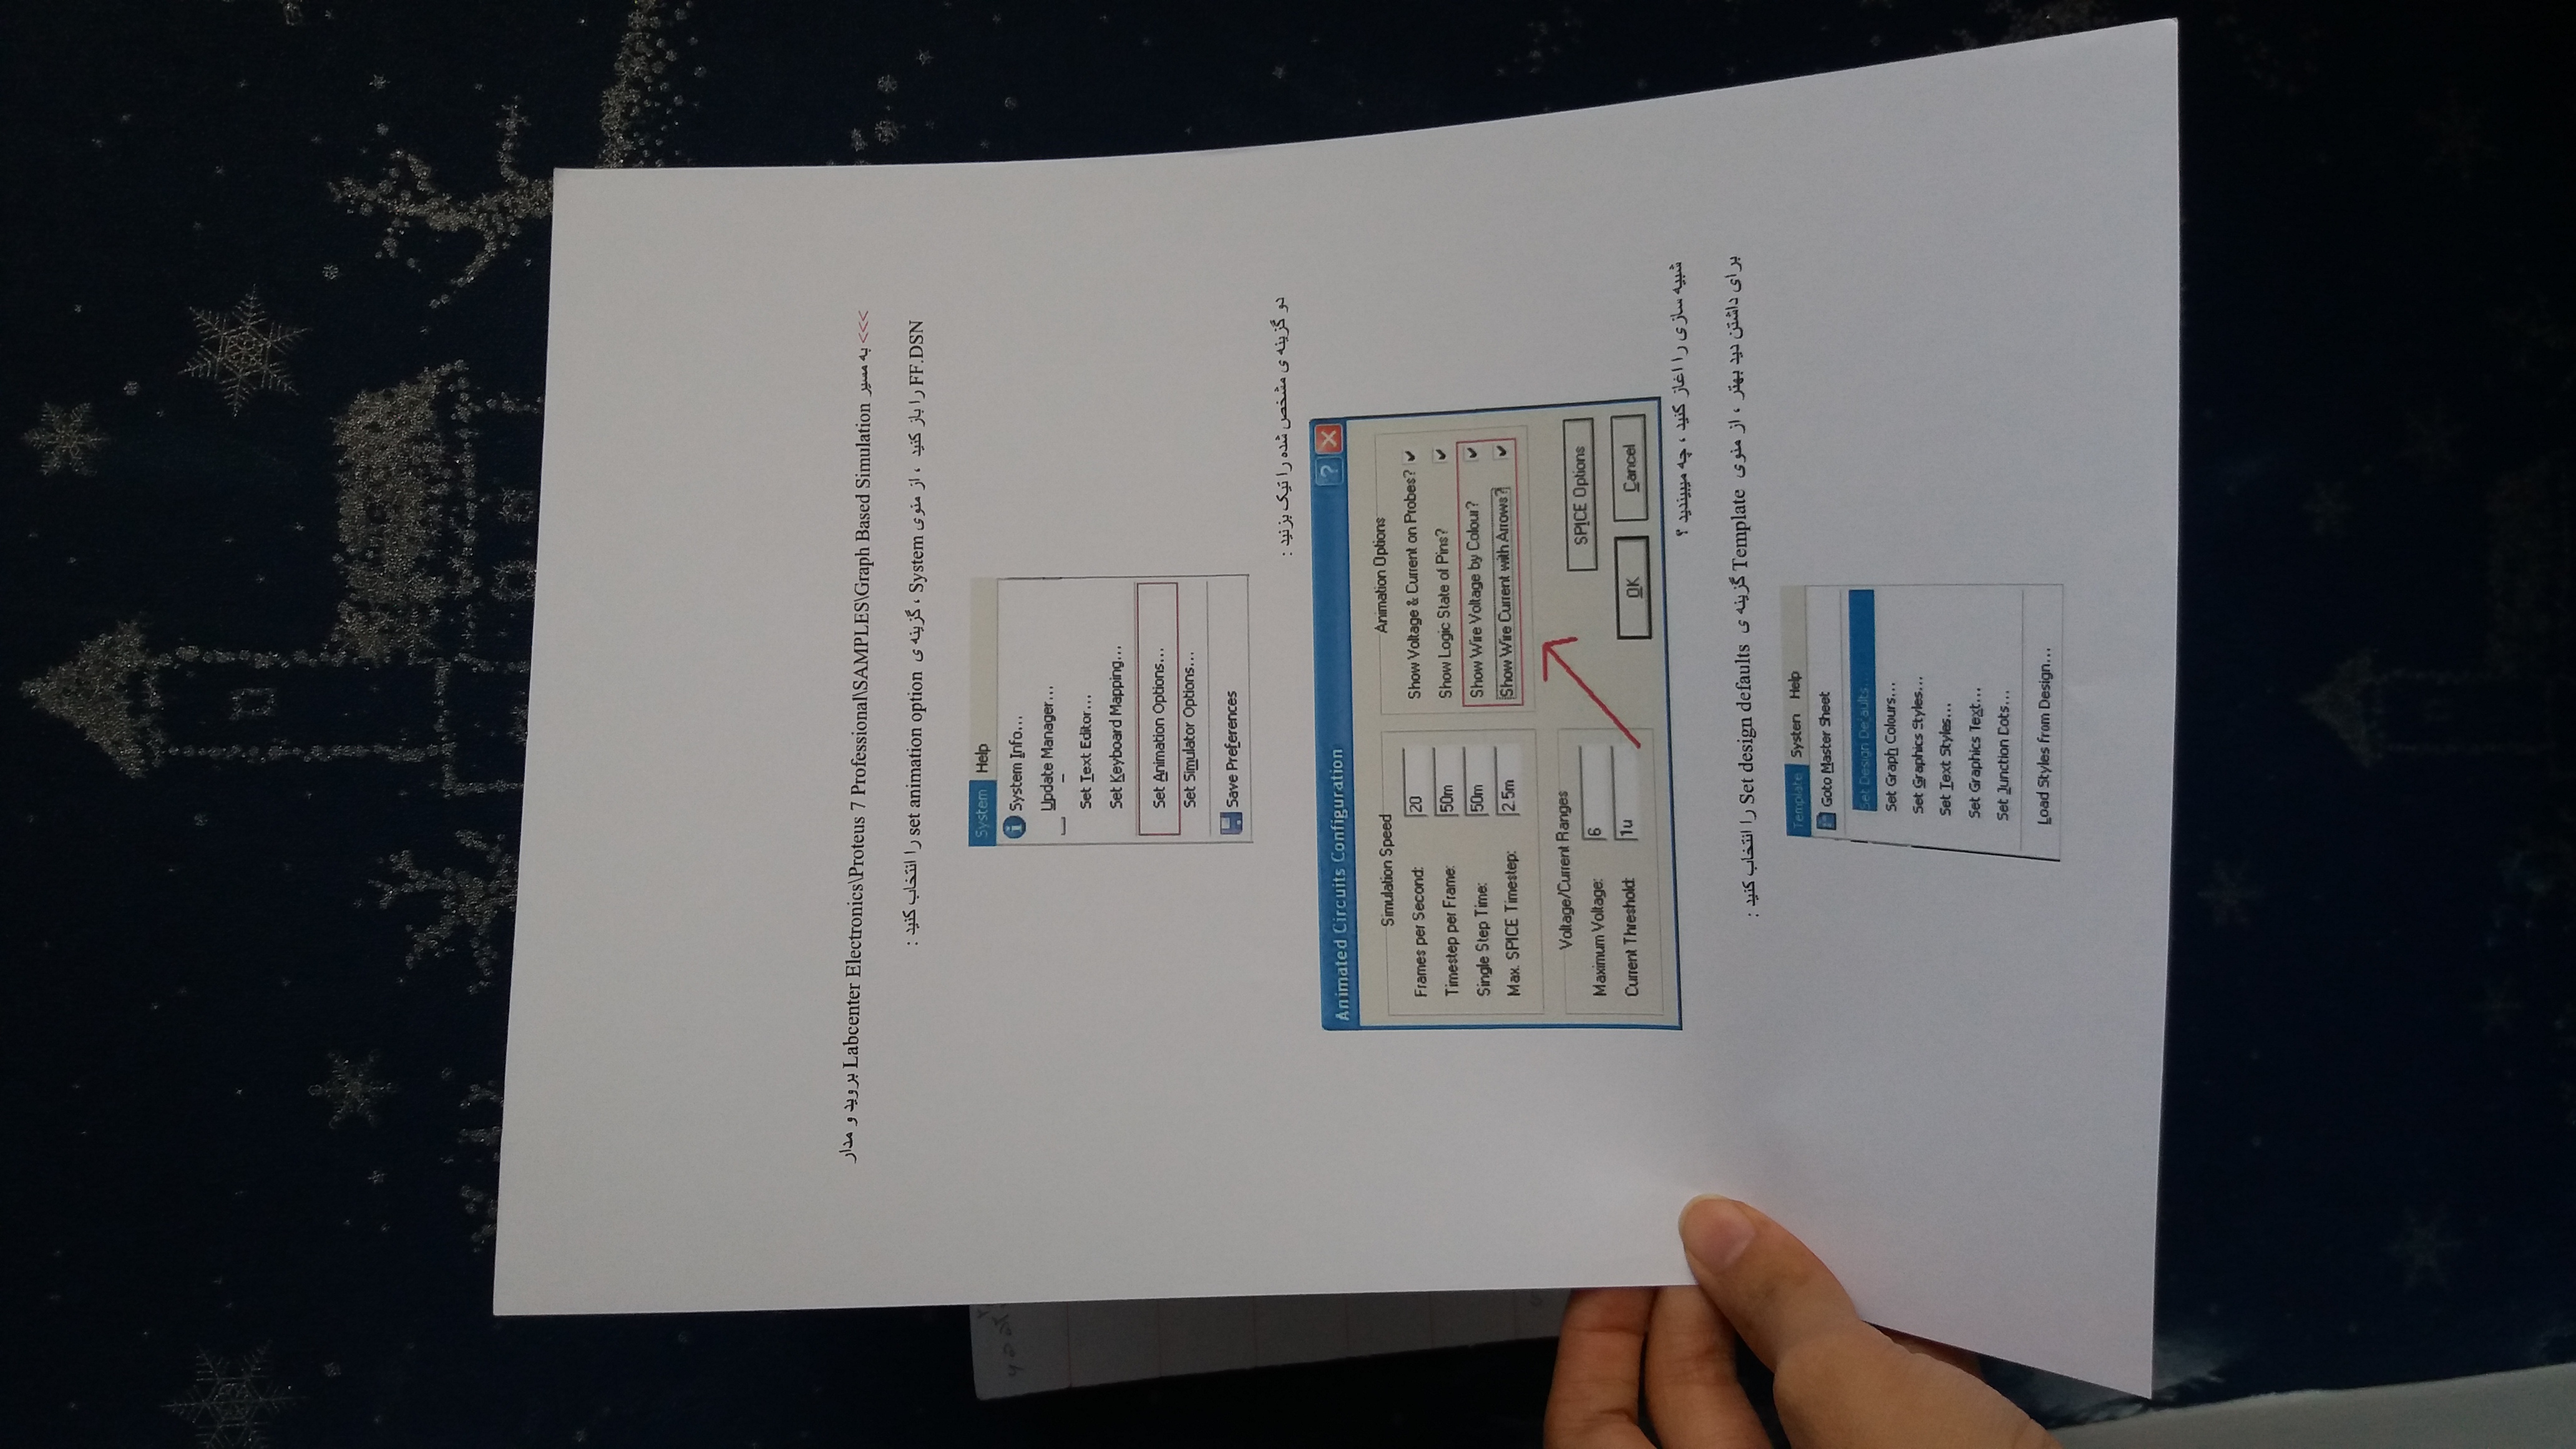 >>> به مسیر Labcenter Electronics\Proteus 7 Professional\SAMPLES\Graph Based Simulation بروید و مدار
FF.DSN را باز کنید ، از منوی System ، گزینه ی set animation option را انتخاب کنید :
System Help
System Info...
Update Manager...
Set Text Editor...
Set Keyboard Mapping...
Set Animation Options...
Set Simulator Options...
Save Preferences
دو گزینه ی مشخص شده را تیک بزنید :
Animated Circuits Configuration
Simulation Speed
Frames per Second: 20
Timestep per Frame: 50m
Single Step Time: 50m
Max. SPICE Timestep: 2.5m
Voltage/Current Ranges
Maximum Voltage: 6
Current Threshold: 1u
Animation Options
Show Voltage & Current on Probes?
Show Logic State of Pins?
Show Wire Voltage by Colour?
Show Wire Current with Arrows?
SPICE Options
OK Cancel
شبیه سازی را اغاز کنید ، چه میبیندید ؟
برای داشتن دید بهتر ، از منوی Template گزینه ی Set design defaults را انتخاب کنید :
Template Systen Help
Goto Master Sheet
Set Design Defaults...
Set Graph Colours...
Set Graphics Styles...
Set Text Styles...
Set Graphics Text...
Set Junction Dots...
Load Styles from Design...